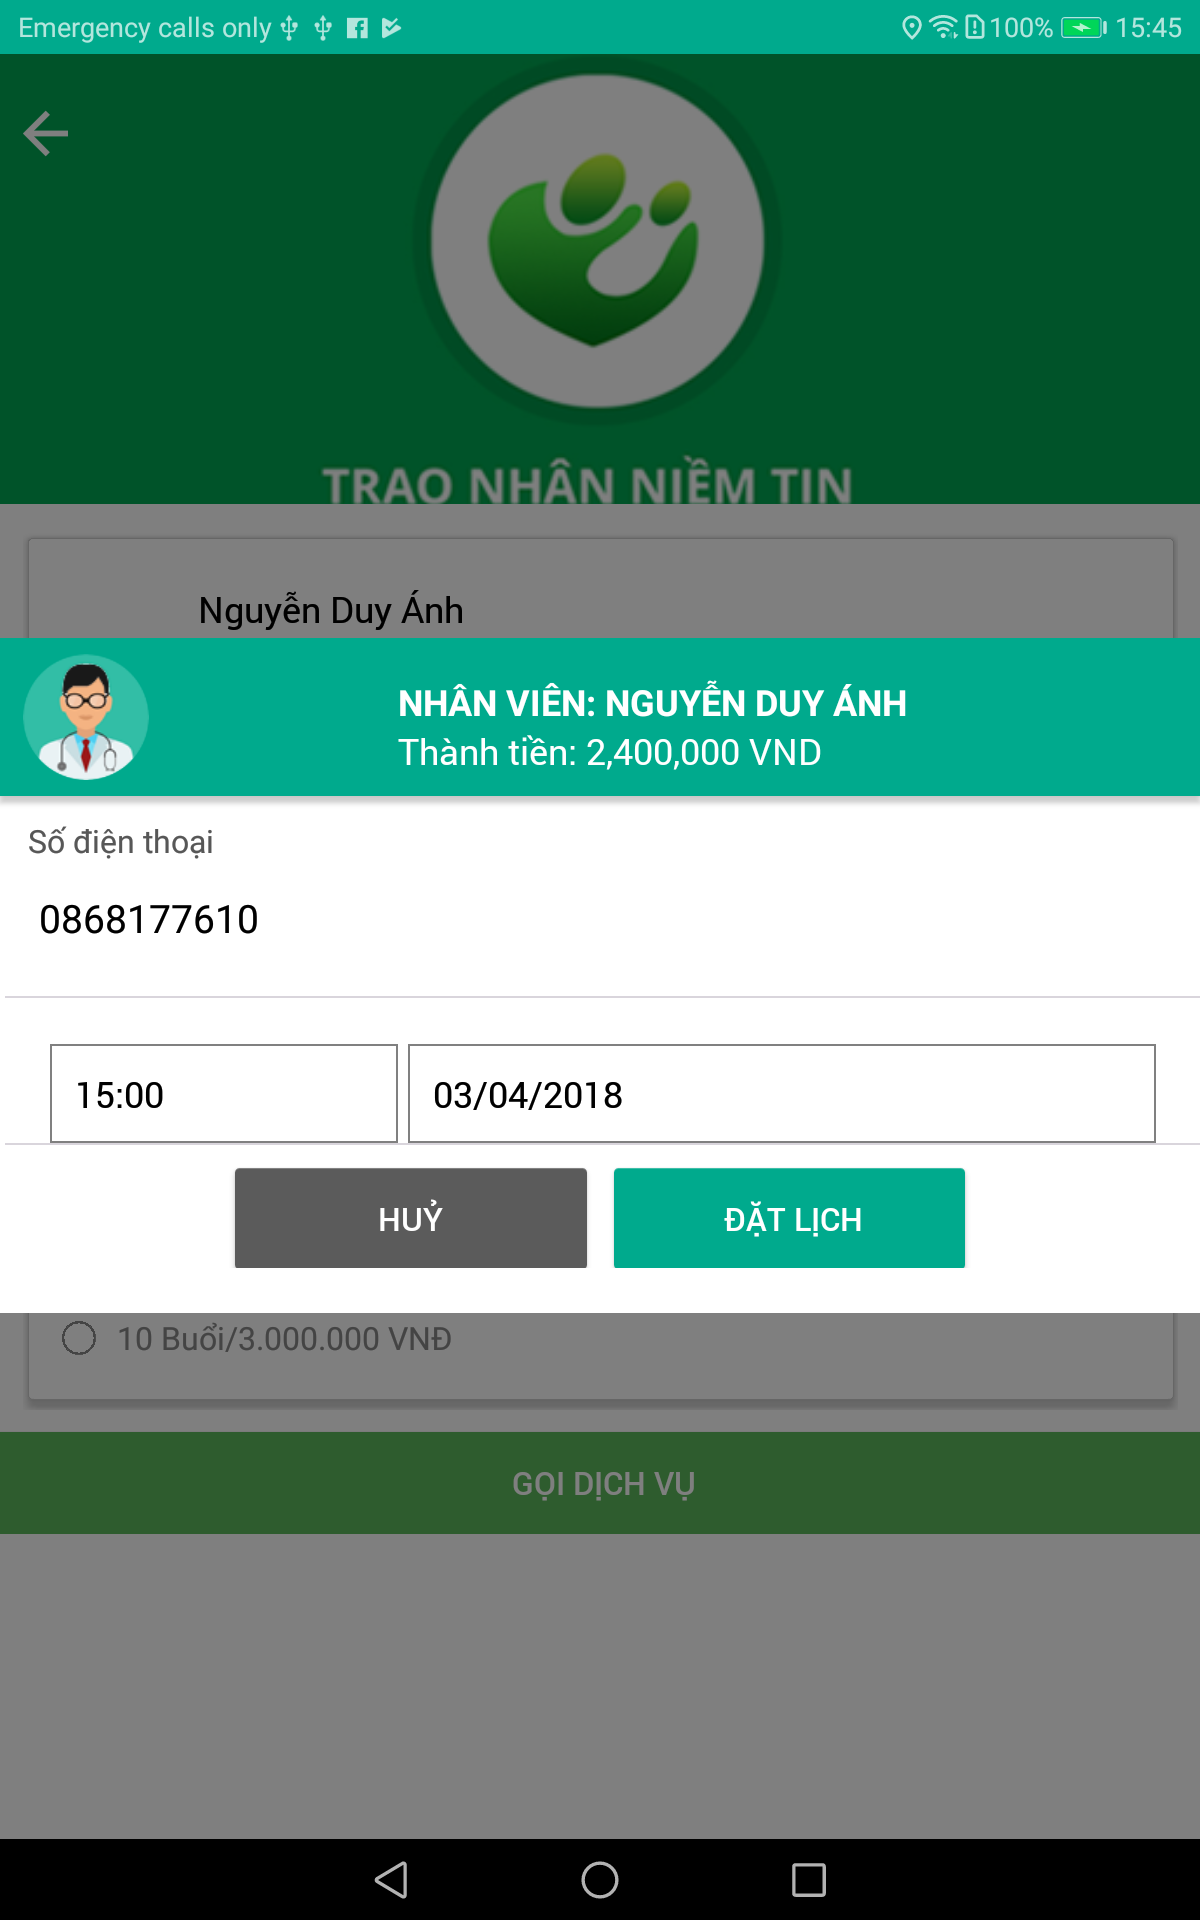 Emergency calls only 100% 15:45
TRAO NHÂN NIỀM TIN
Nguyễn Duy Ánh
NHÂN VIÊN: NGUYỄN DUY ÁNH
Thành tiền: 2,400,000 VND
Số điện thoại
0868177610
15:00 03/04/2018
HUỶ ĐẶT LỊCH
10 Buổi/3.000.000 VNĐ
GỌI DỊCH VỤ